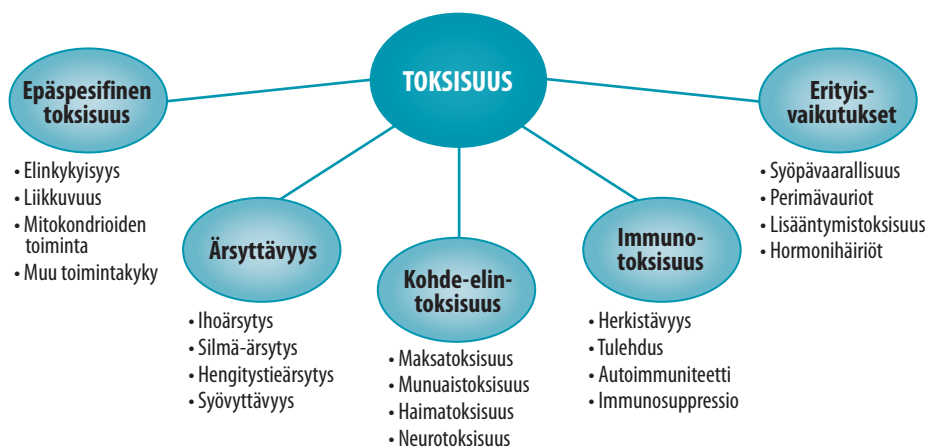 TOKSISUUS
Epäspesifinen
toksisuus
• Elinkykyisyys
• Liikkuvuus
• Mitokondrioiden
toiminta
• Muu toimintakyky
Ärsyttävyys
• Ihoärsytys
• Silmä-ärsytys
• Hengitystieärsytys
• Syövyttävyys
Kohde-elin-
toksisuus
• Maksatoksisuus
• Munuaistoksisuus
• Haimatoksisuus
• Neurotoksisuus
Immuno-
toksisuus
• Herkistävyys
• Tulehdus
• Autoimmuniteetti
• Immunosuppressio
Erityis-
vaikutukset
• Syöpävaarallisuus
• Perimävauriot
• Lisääntymistoksisuus
• Hormonihäiriöt